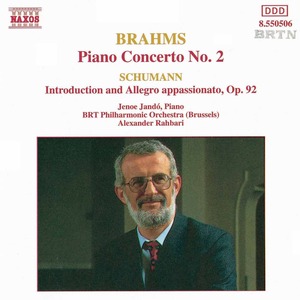 NAXOS
DDD
8.550506
BRTN
BRAHMS
Piano Concerto No. 2
SCHUMANN
Introduction and Allegro appassionato, Op. 92
Jenoe Jandó, Piano
BRT Philharmonic Orchestra (Brussels)
Alexander Rahbari